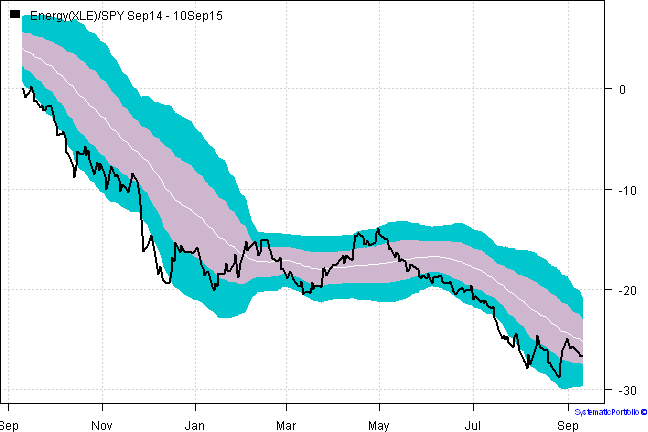 Energy(XLE)/SPY Sep14 - 10Sep15
0
-10
-20
-30
Sep Nov Jan Mar May Jul Sep
SystematicPortfolio ©